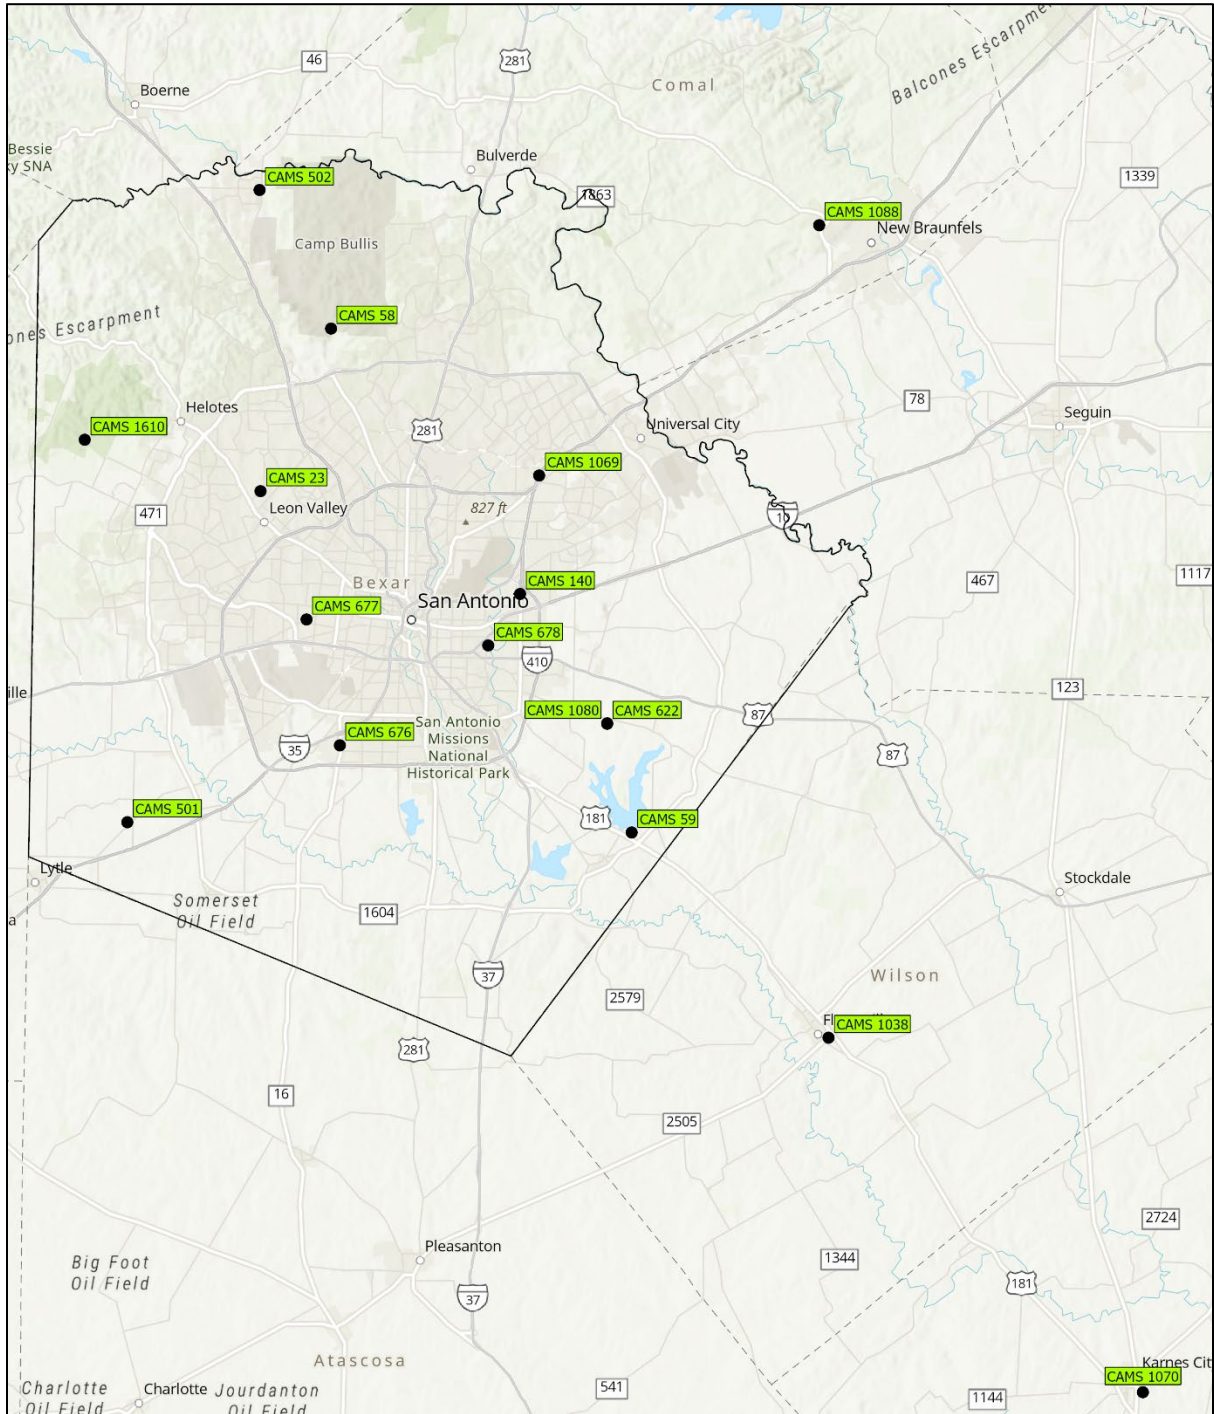 46
281
Comal
Balcones Escarpmen
Boerne
Bessie
ky SNA
Bulverde
CAMS 502
1863
1339
CAMS 1088
New Braunfels
Camp Bullis
CAMS 58
ones Escarpment
Helotes
78
Seguin
CAMS 1610
281
Universal City
CAMS 1069
CAMS 23
Leon Valley
827 ft
471
10
Bexar
CAMS 140
467
1117
San Antonio
CAMS 677
CAMS 678
410
ille
123
CAMS 1080
CAMS 622
87
87
San Antonio
Missions
National
Historical Park
CAMS 676
35
CAMS 501
181
CAMS 59
Lytle
Stockdale
Somerset
Oil Field
1604
a
37
Wilson
2579
CAMS 1038
281
16
2505
2724
Pleasanton
Big Foot
Oil Field
1344
181
37
Atascosa
Karnes Cit
CAMS 1070
Charlotte
Oil Field
Charlotte
Jourdanton
Oil Field
541
1144